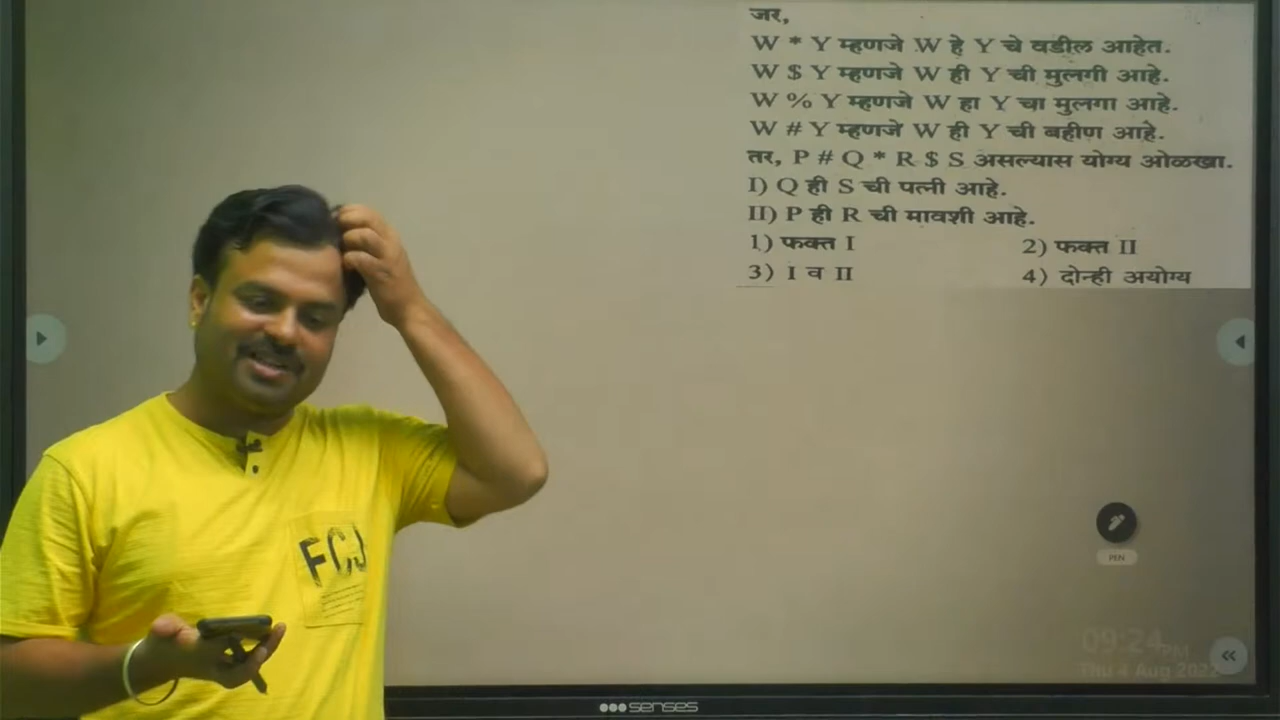 जर,
W * Y म्हणजे W हे Y चे वडील आहेत.
W $ Y म्हणजे W ही Y ची मुलगी आहे.
W % Y म्हणजे W हा Y चा मुलगा आहे.
W # Y म्हणजे W ही Y ची बहीण आहे.
तर, P # Q * R $ S असल्यास योग्य ओळखा.
I) Q ही S ची पत्नी आहे.
II) P ही R ची मावशी आहे.
1) फक्त I 2) फक्त II
3) I व II 4) दोन्ही अयोग्य
FCJ
PEN
09:24 PM
Thu 4 Aug 2022
senses